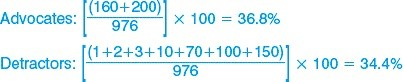 Advocates: [(160+200)/976] × 100 = 36.8%
Detractors: [(1+2+3+10+70+100+150)/976] × 100 = 34.4%